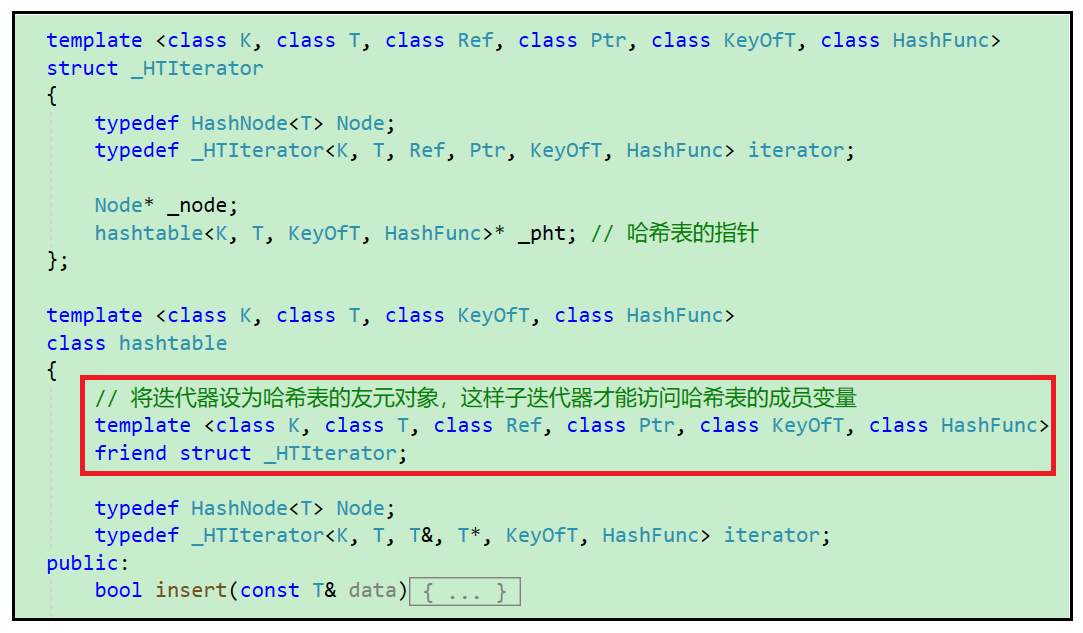 template <class K, class T, class Ref, class Ptr, class KeyOfT, class HashFunc>
struct _HTIterator
{
    typedef HashNode<T> Node;
    typedef _HTIterator<K, T, Ref, Ptr, KeyOfT, HashFunc> iterator;
    Node* _node;
    hashtable<K, T, KeyOfT, HashFunc>* _pht; // 哈希表的指针
};
template <class K, class T, class KeyOfT, class HashFunc>
class hashtable
{
    // 将迭代器设为哈希表的友元对象，这样子迭代器才能访问哈希表的成员变量
    template <class K, class T, class Ref, class Ptr, class KeyOfT, class HashFunc>
    friend struct _HTIterator;
    typedef HashNode<T> Node;
    typedef _HTIterator<K, T, T&, T*, KeyOfT, HashFunc> iterator;
public:
    bool insert(const T& data){ ... }